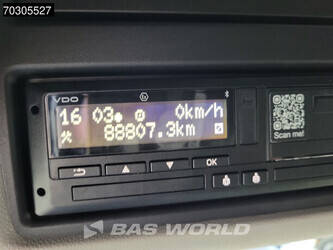 70305527
VDO
16 03 0km/h
88807.3km
OK
Scan me!
BAS WORLD